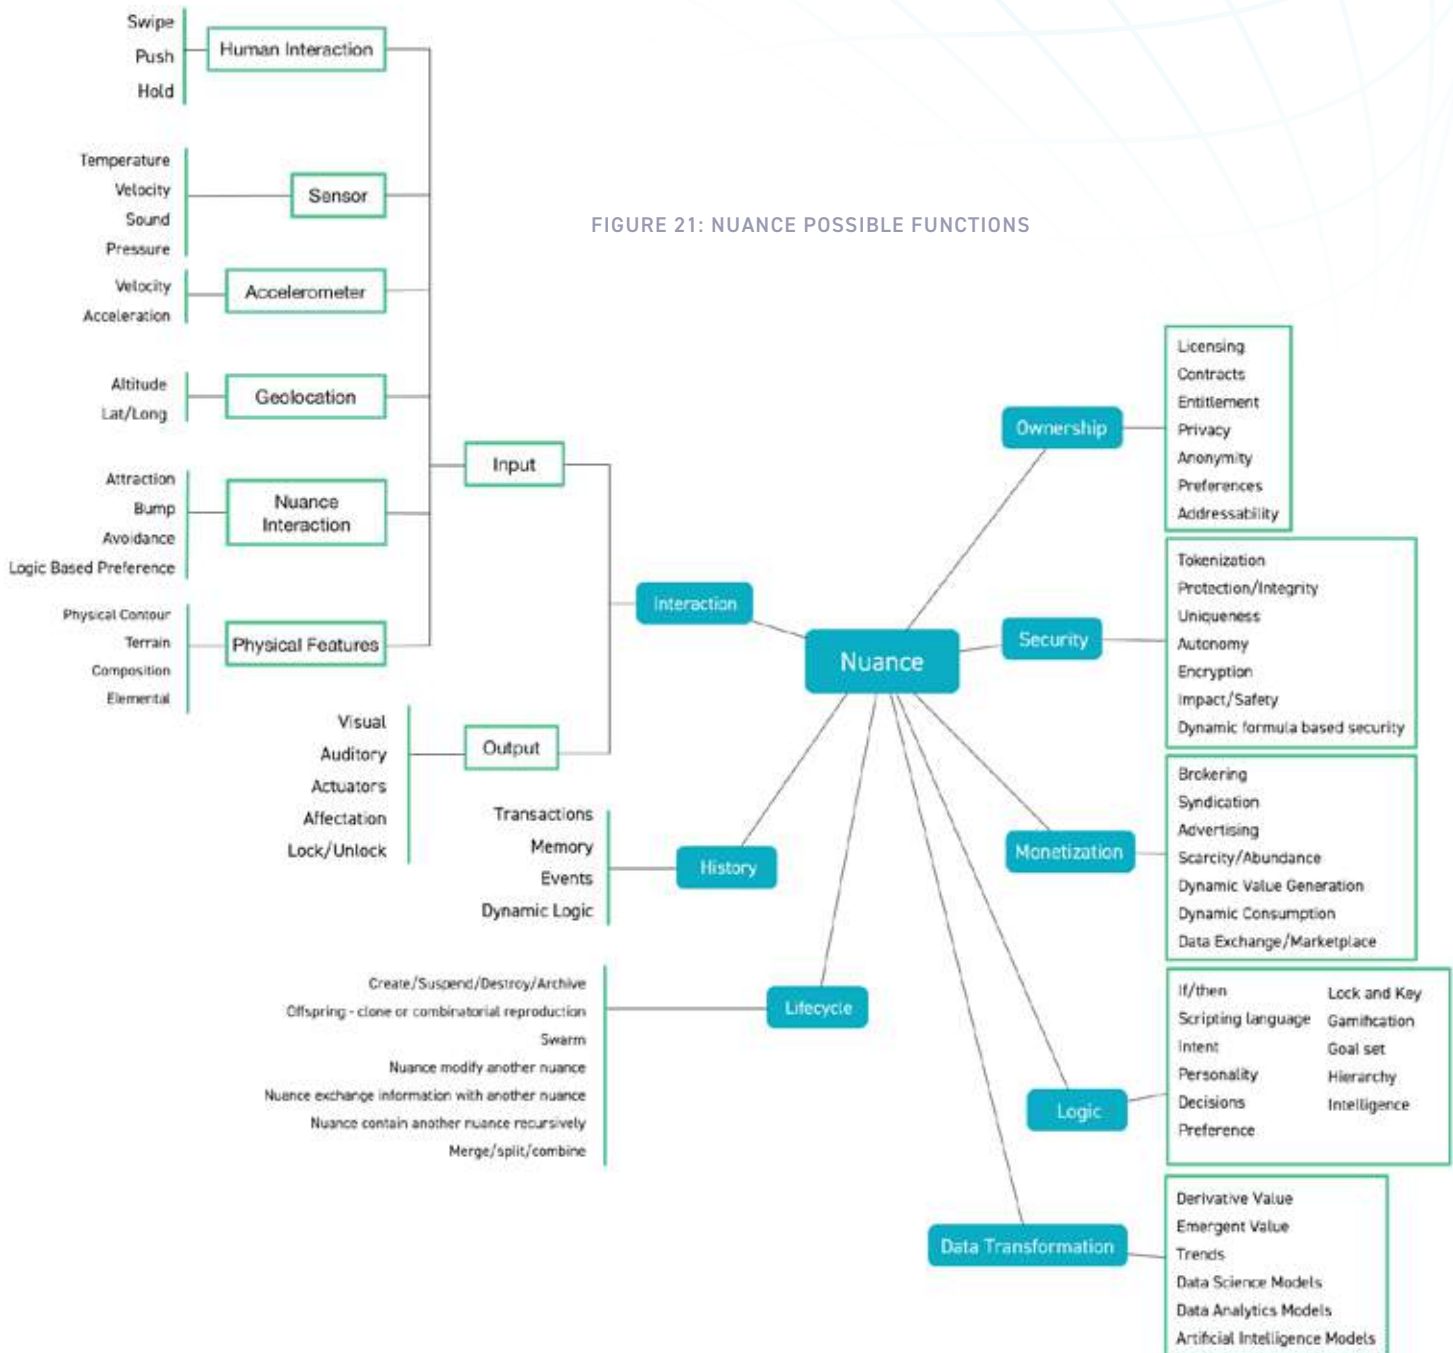 Swipe
Push
Hold
Human Interaction
Temperature
Velocity
Sound
Pressure
Sensor
FIGURE 21: NUANCE POSSIBLE FUNCTIONS
Velocity
Acceleration
Accelerometer
Altitude
Lat/Long
Geolocation
Attraction
Bump
Avoidance
Logic Based Preference
Nuance
Interaction
Physical Contour
Terrain
Composition
Elemental
Physical Features
Input
Visual
Auditory
Actuators
Affectation
Lock/Unlock
Output
Interaction
Nuance
Transactions
Memory
Events
Dynamic Logic
History
Create/Suspend/Destroy/Archive
Offspring - clone or combinatorial reproduction
Swarm
Nuance modify another nuance
Nuance exchange information with another nuance
Nuance contain another nuance recursively
Merge/split/combine
Lifecycle
Ownership
Licensing
Contracts
Entitlement
Privacy
Anonymity
Preferences
Addressability
Security
Tokenization
Protection/Integrity
Uniqueness
Autonomy
Encryption
Impact/Safety
Dynamic formula based security
Monetization
Brokering
Syndication
Advertising
Scarcity/Abundance
Dynamic Value Generation
Dynamic Consumption
Data Exchange/Marketplace
Logic
If/then
Scripting language
Intent
Personality
Decisions
Preference
Lock and Key
Gamification
Goal set
Hierarchy
Intelligence
Data Transformation
Derivative Value
Emergent Value
Trends
Data Science Models
Data Analytics Models
Artificial Intelligence Models